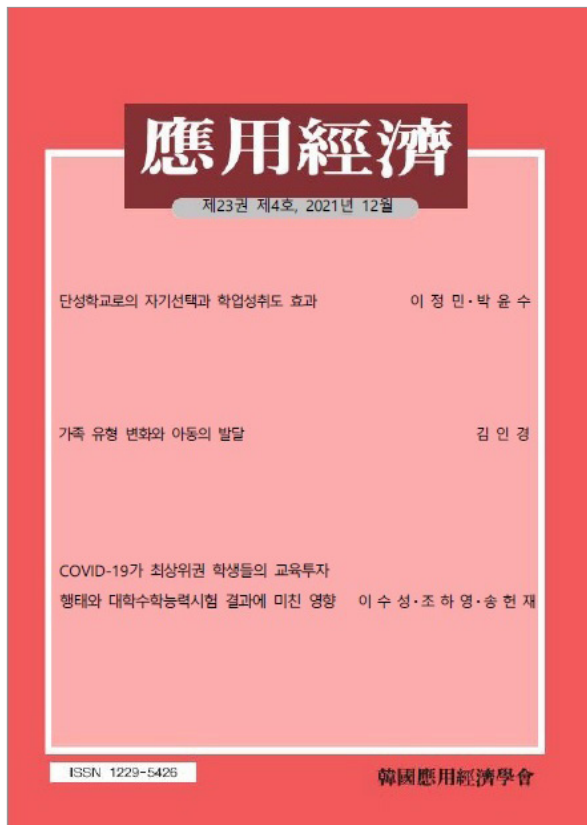 應用經濟
제23권 제4호, 2021년 12월
단성학교로의 자기선택과 학업성취도 효과 이 정 민·박 윤 수
가족 유형 변화와 아동의 발달 김 인 경
COVID-19가 최상위권 학생들의 교육투자
행태와 대학수학능력시험 결과에 미친 영향 이 수 성·조 하 영·송 헌 재
ISSN 1229-5426
韓國應用經濟學會